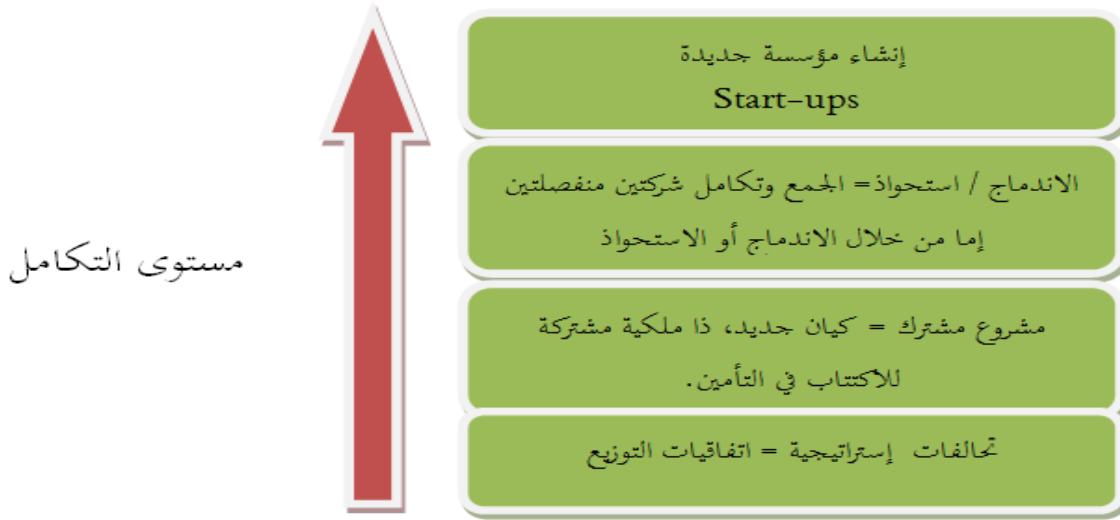 إنشاء مؤسسة جديدة
Start-ups
الاندماج / استحواذ= الجمع وتكامل شركتين منفصلتين
إما من خلال الاندماج أو الاستحواذ
مستوى التكامل
مشروع مشترك = كيان جديد، ذا ملكية مشتركة
للاكتتاب في التأمين.
تحالفات إستراتيجية = اتفاقيات التوزيع